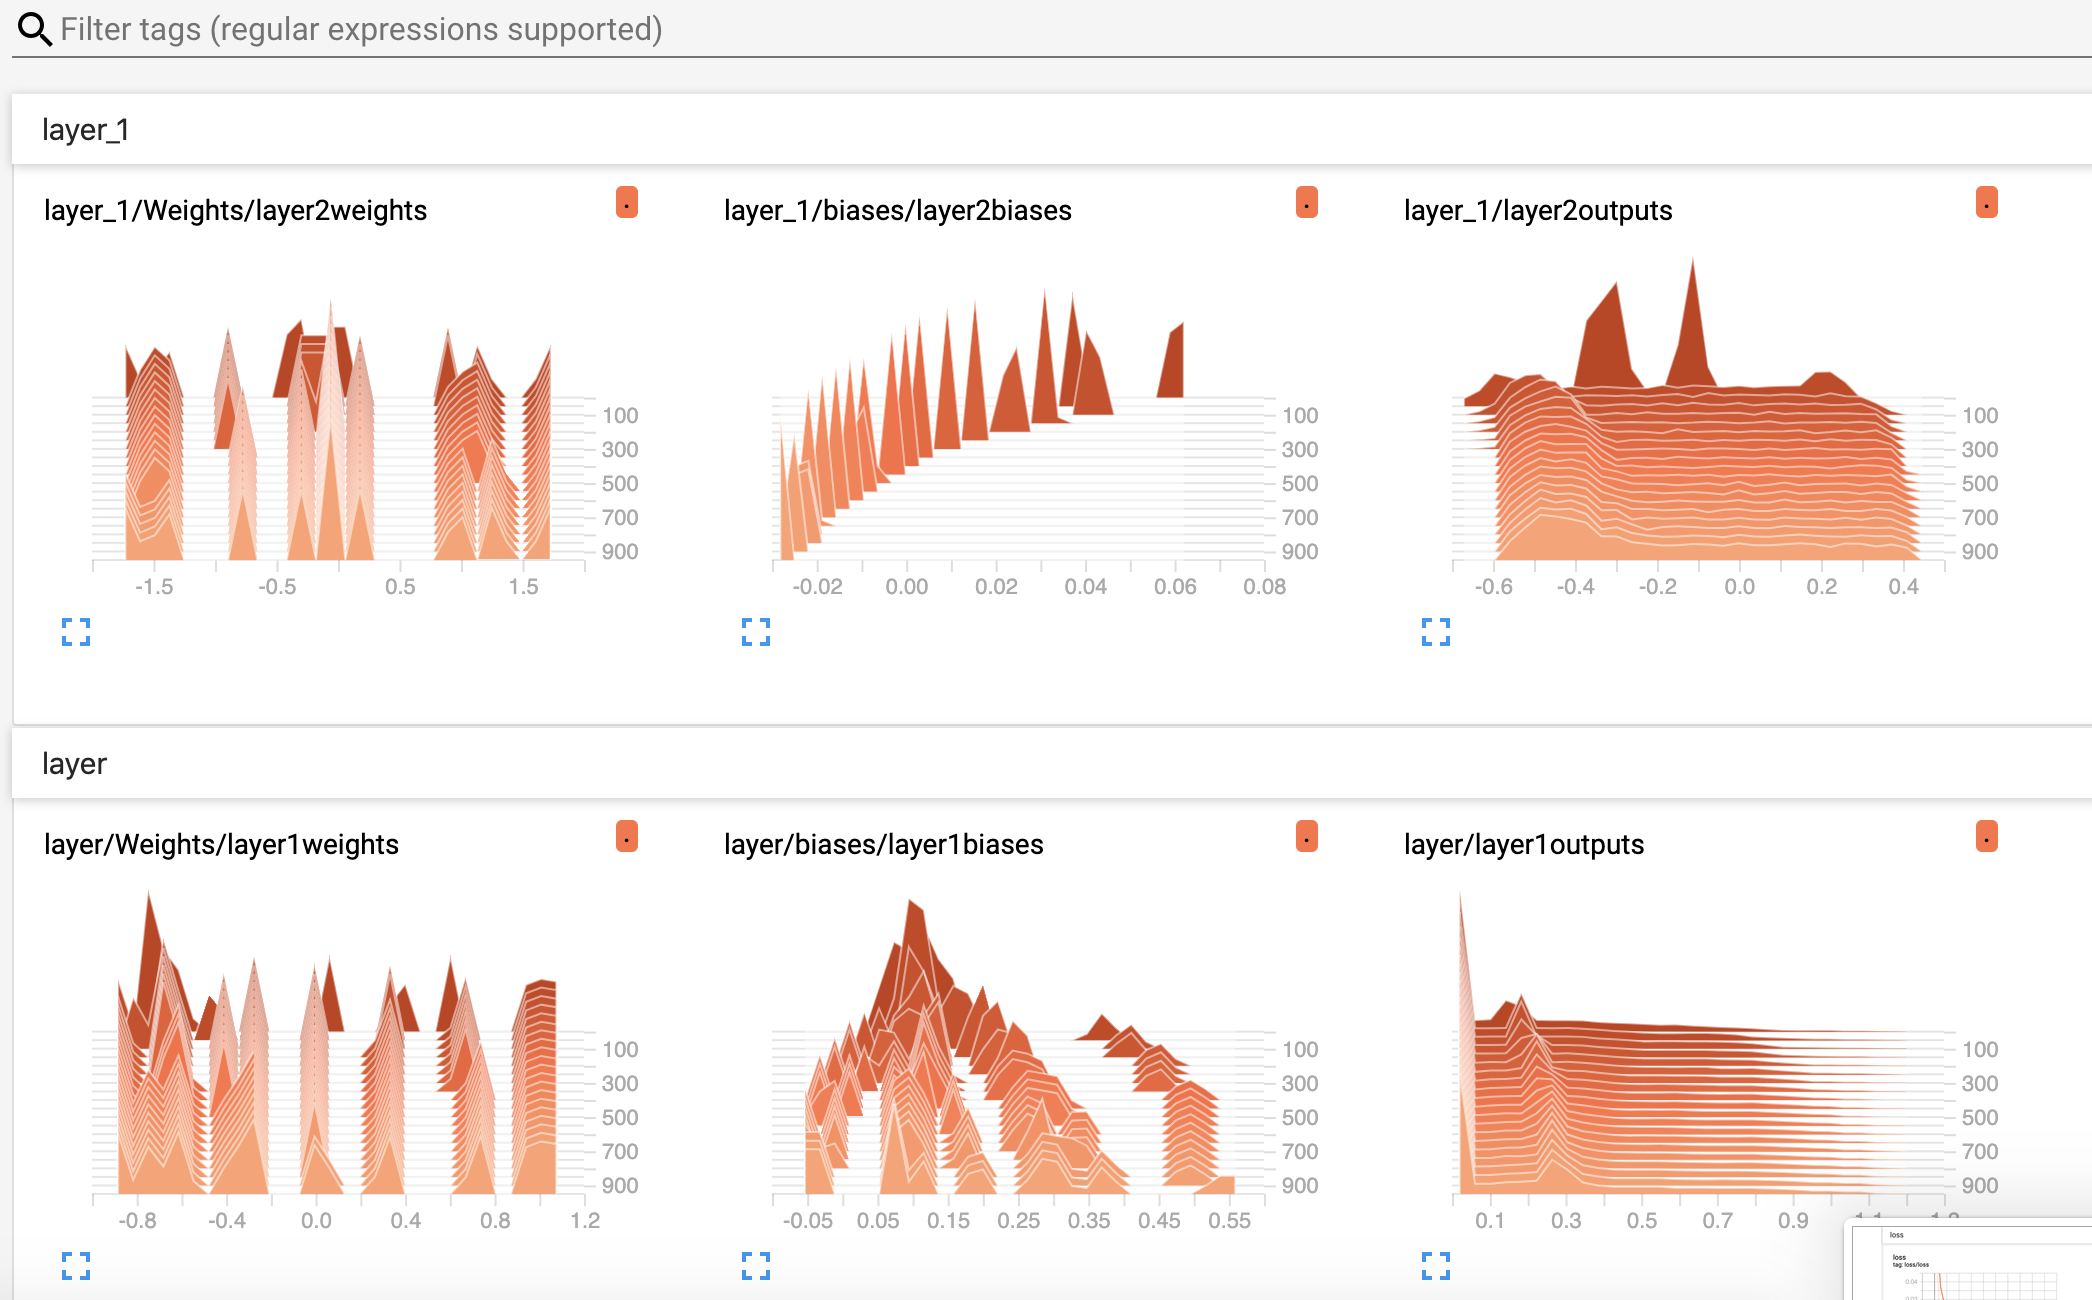 Filter tags (regular expressions supported)
layer_1
layer_1/Weights/layer2weights
.
layer_1/biases/layer2biases
.
layer_1/layer2outputs
.
100
300
500
700
900
-1.5 -0.5 0.5 1.5
100
300
500
700
900
-0.02 0.00 0.02 0.04 0.06 0.08
100
300
500
700
900
-0.6 -0.4 -0.2 0.0 0.2 0.4
layer
layer/Weights/layer1weights
.
layer/biases/layer1biases
.
layer/layer1outputs
.
100
300
500
700
900
-0.8 -0.4 0.0 0.4 0.8 1.2
100
300
500
700
900
-0.05 0.05 0.15 0.25 0.35 0.45 0.55
100
300
500
700
900
0.1 0.3 0.5 0.7 0.9
loss
loss
tag: loss/loss
0.04